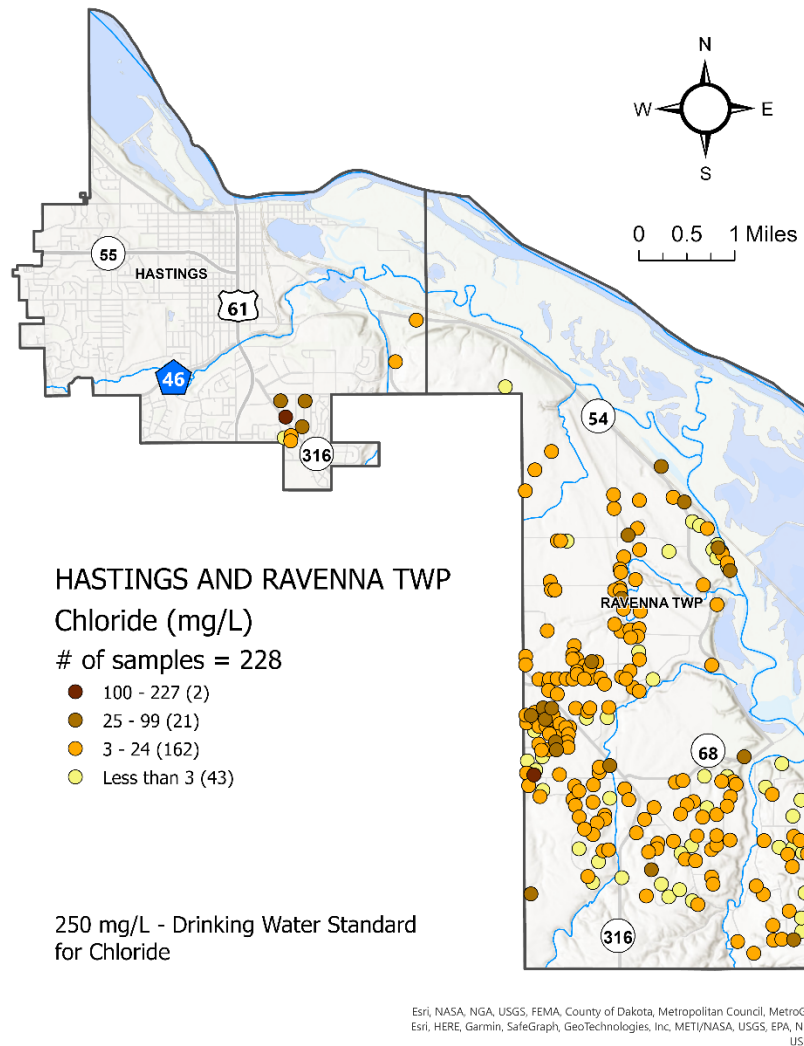 N
W E
S
0 0.5 1 Miles
55
HASTINGS
61
46
54
316
HASTINGS AND RAVENNA TWP
Chloride (mg/L)
# of samples = 228
100 - 227 (2)
25 - 99 (21)
3 - 24 (162)
Less than 3 (43)
RAVENNA TWP
68
316
250 mg/L - Drinking Water Standard
for Chloride
Esri, NASA, NGA, USGS, FEMA, County of Dakota, Metropolitan Council, MetroG
Esri, HERE, Garmin, SafeGraph, GeoTechnologies, Inc, METI/NASA, USGS, EPA, N
US